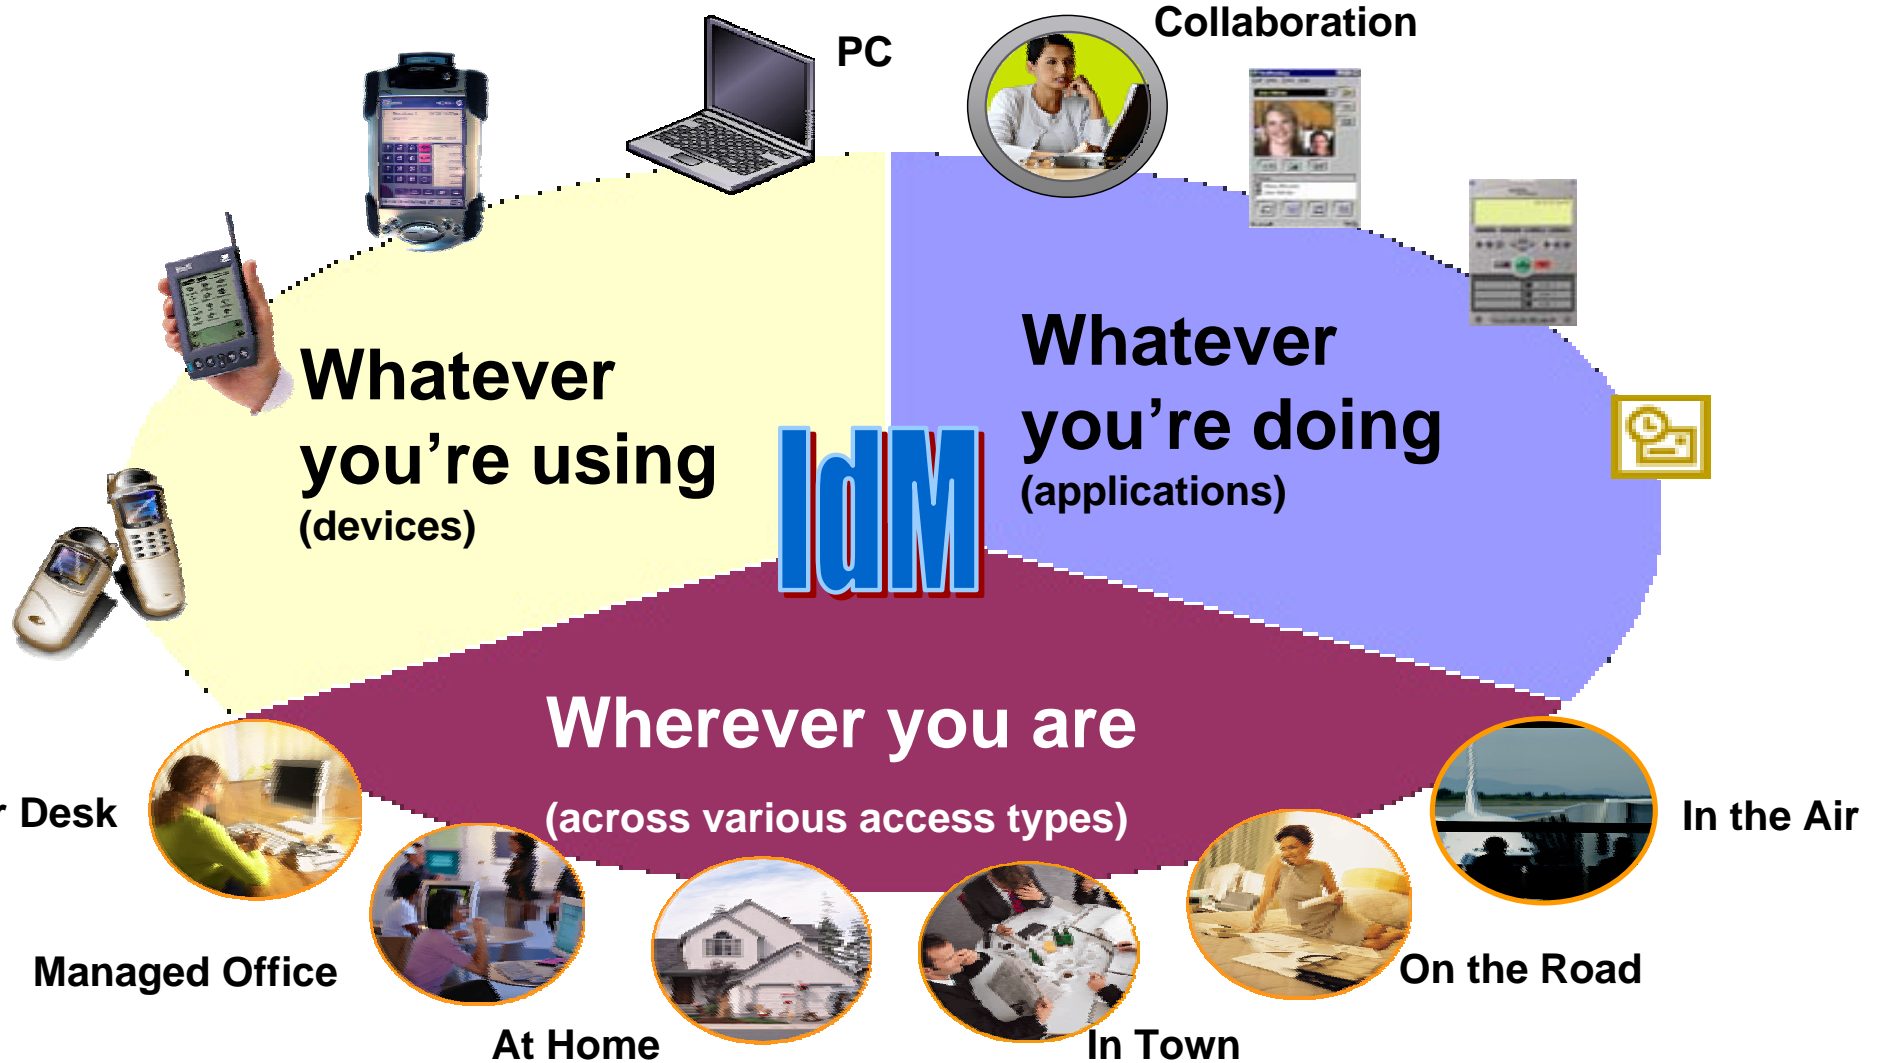 Collaboration
PC
Whatever
you're using
(devices)
Whatever
you're doing
(applications)
IdM
Wherever you are
(across various access types)
Desk
In the Air
Managed Office
On the Road
At Home
In Town